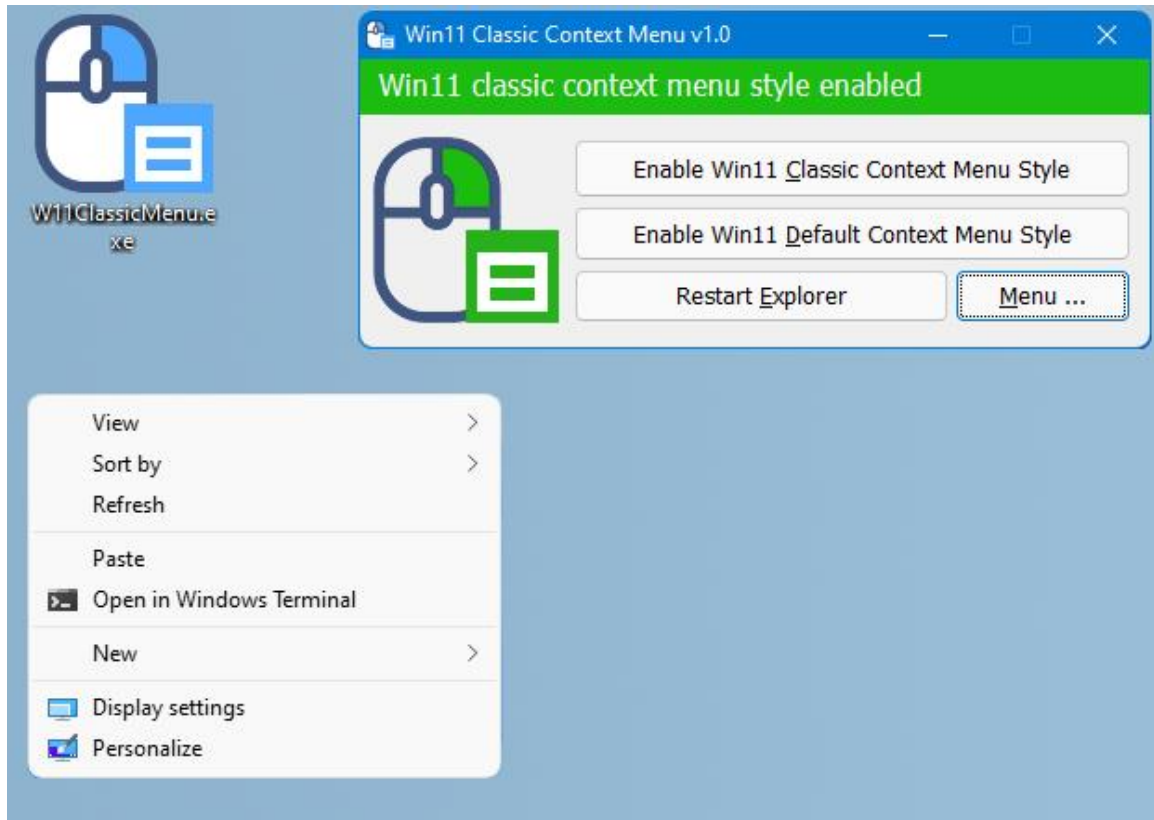 W11ClassicMenu.e
xe
Win11 Classic Context Menu v1.0
Win11 classic context menu style enabled
Enable Win11 Classic Context Menu Style
Enable Win11 Default Context Menu Style
Restart Explorer
Menu ...
View
Sort by
Refresh
Paste
Open in Windows Terminal
New
Display settings
Personalize